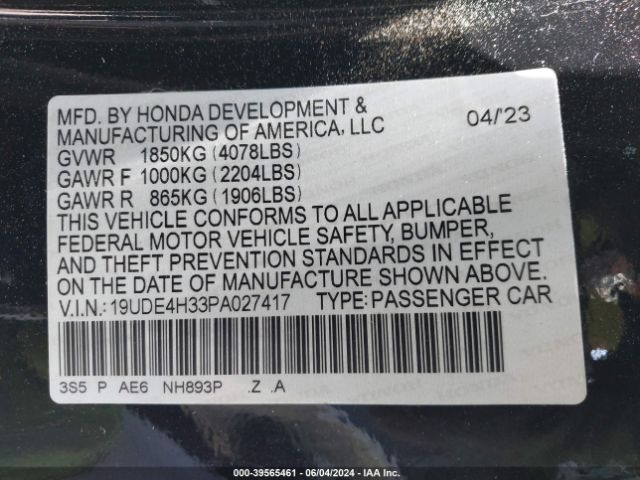 MFD. BY HONDA DEVELOPMENT &
MANUFACTURING OF AMERICA, LLC 04/23
GVWR 1850KG (4078LBS)
GAWR F 1000KG (2204LBS)
GAWR R 865KG (1906LBS)
THIS VEHICLE CONFORMS TO ALL APPLICABLE
FEDERAL MOTOR VEHICLE SAFETY, BUMPER,
AND THEFT PREVENTION STANDARDS IN EFFECT
ON THE DATE OF MANUFACTURE SHOWN ABOVE.
V.I.N.: 19UDE4H33PA027417 TYPE: PASSENGER CAR
3S5 P AE6 NH893P .Z .A
000-39565461 | 06/04/2024 | IAA Inc.